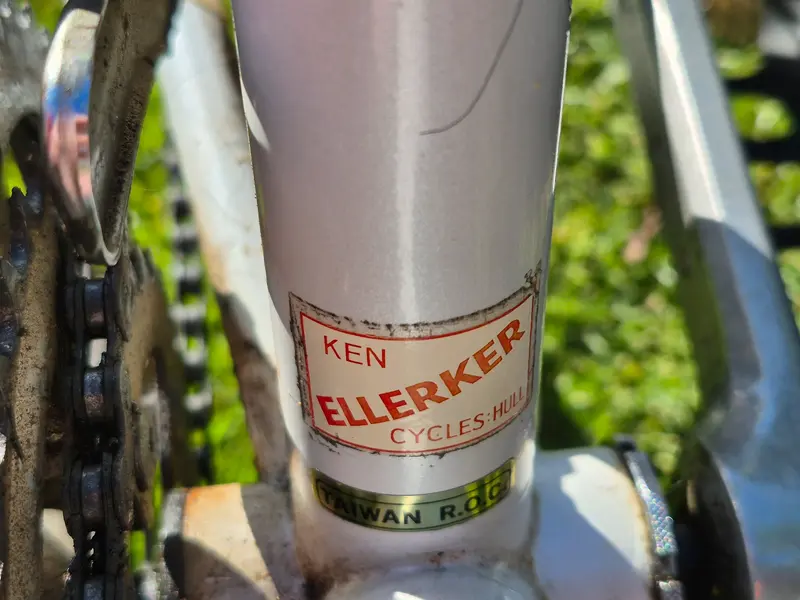 KEN
ELLERKER
CYCLES:HULL
TAIWAN R.O.C.